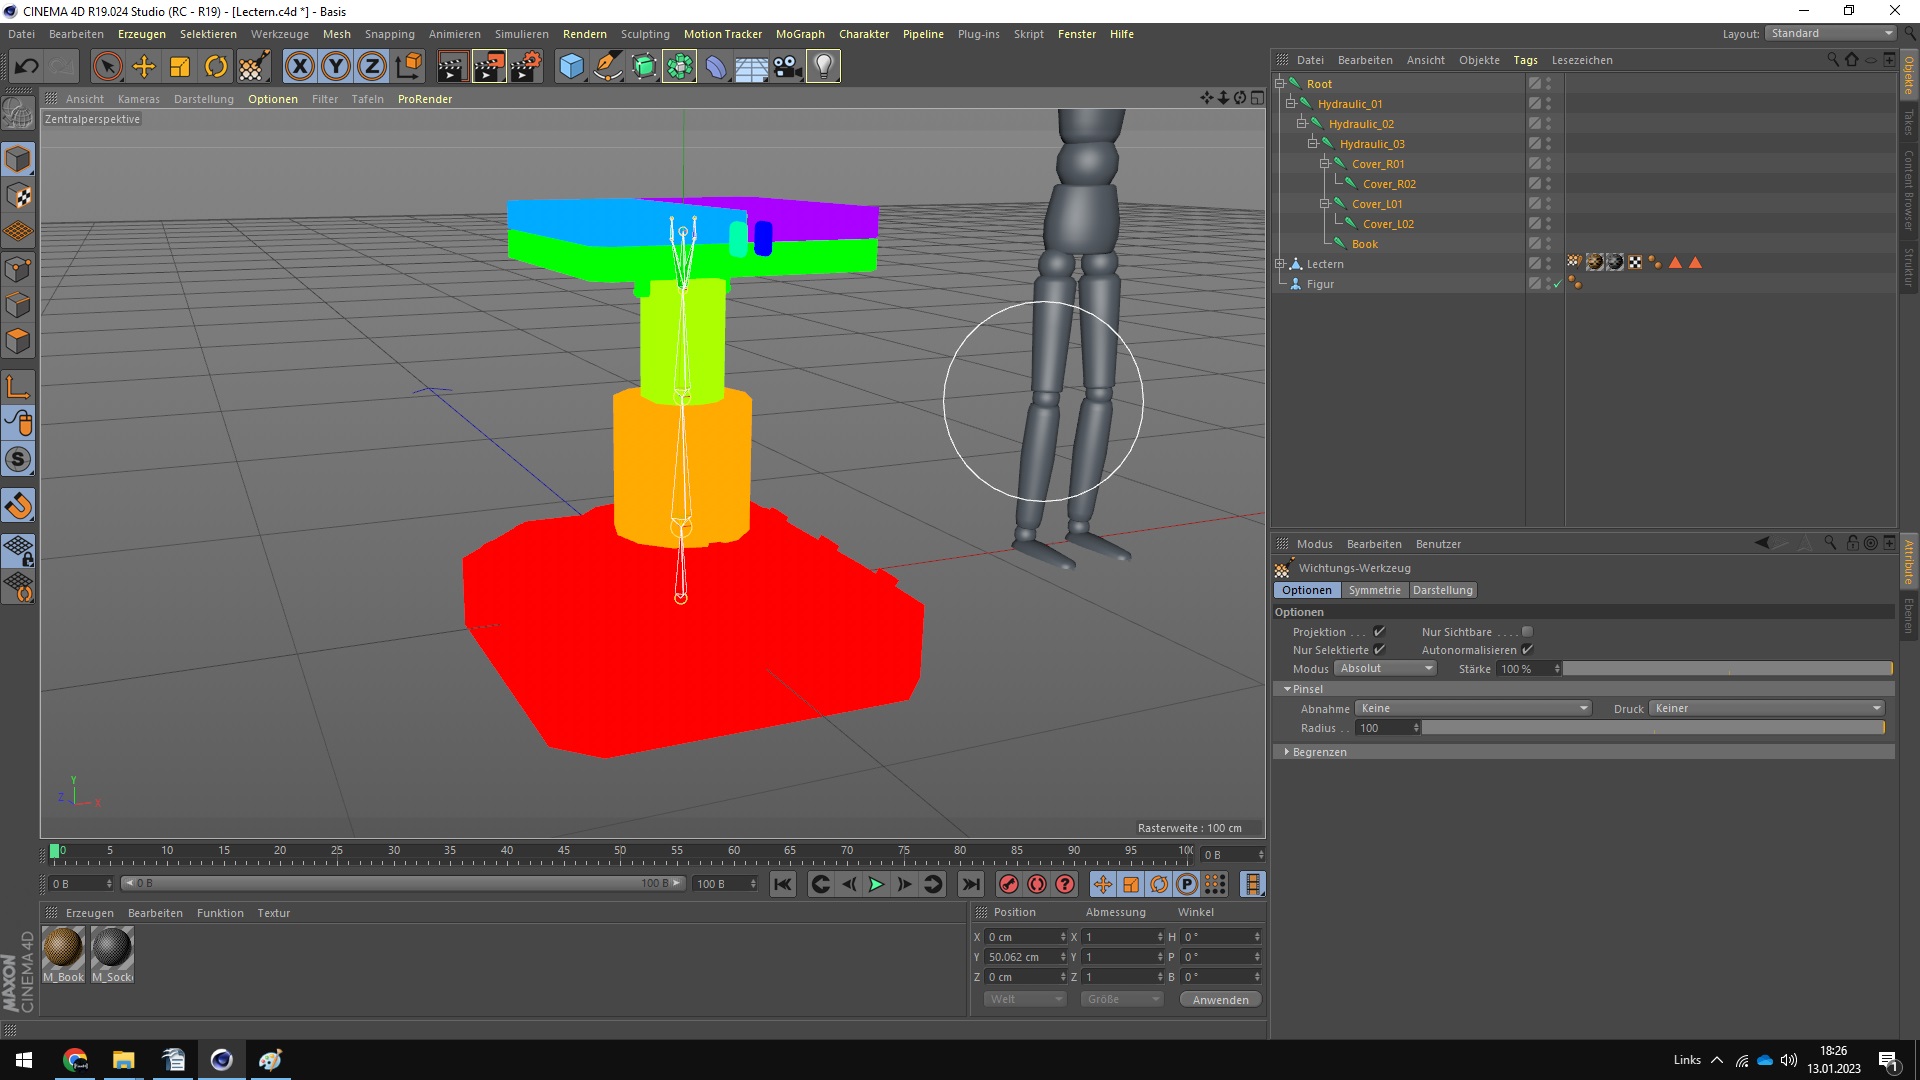 CINEMA 4D R19.024 Studio (RC - R19) - [Lectern.c4d *] - Basis
Datei Bearbeiten Erzeugen Selektieren Werkzeuge Mesh Snapping Animieren Simulieren Rendern Sculpting Motion Tracker MoGraph Charakter Pipeline Plug-ins Skript Fenster Hilfe Layout: Standard
Ansicht Kameras Darstellung Optionen Filter Tafeln ProRender
Zentralperspektive
Y
Z X
Rasterweite : 100 cm
Datei Bearbeiten Ansicht Objekte Tags Lesezeichen
Root
Hydraulic_01
Hydraulic_02
Hydraulic_03
Cover_R01
Cover_R02
Cover_L01
Cover_L02
Book
Lectern
Figur
Objekte
Takes
Content Browser
Struktur
Modus Bearbeiten Benutzer
Wichtungs-Werkzeug
Optionen Symmetrie Darstellung
Optionen
Projektion . . . Nur Sichtbare . . . .
Nur Selektierte Autonormalisieren
Modus Absolut Stärke 100 %
Pinsel
Abnahme Keine Druck Keiner
Radius . . 100
Begrenzen
Attribute
Ebenen
0 5 10 15 20 25 30 35 40 45 50 55 60 65 70 75 80 85 90 95 100 0 B
0 B 0 B 100 B 100 B
Erzeugen Bearbeiten Funktion Textur
M_Book M_Socke
Position Abmessung Winkel
X 0 cm X 1 H 0 °
Y 50.062 cm Y 1 P 0 °
Z 0 cm Z 1 B 0 °
Welt Größe Anwenden
MAXON
CINEMA 4D
Links 18:26
13.01.2023
1